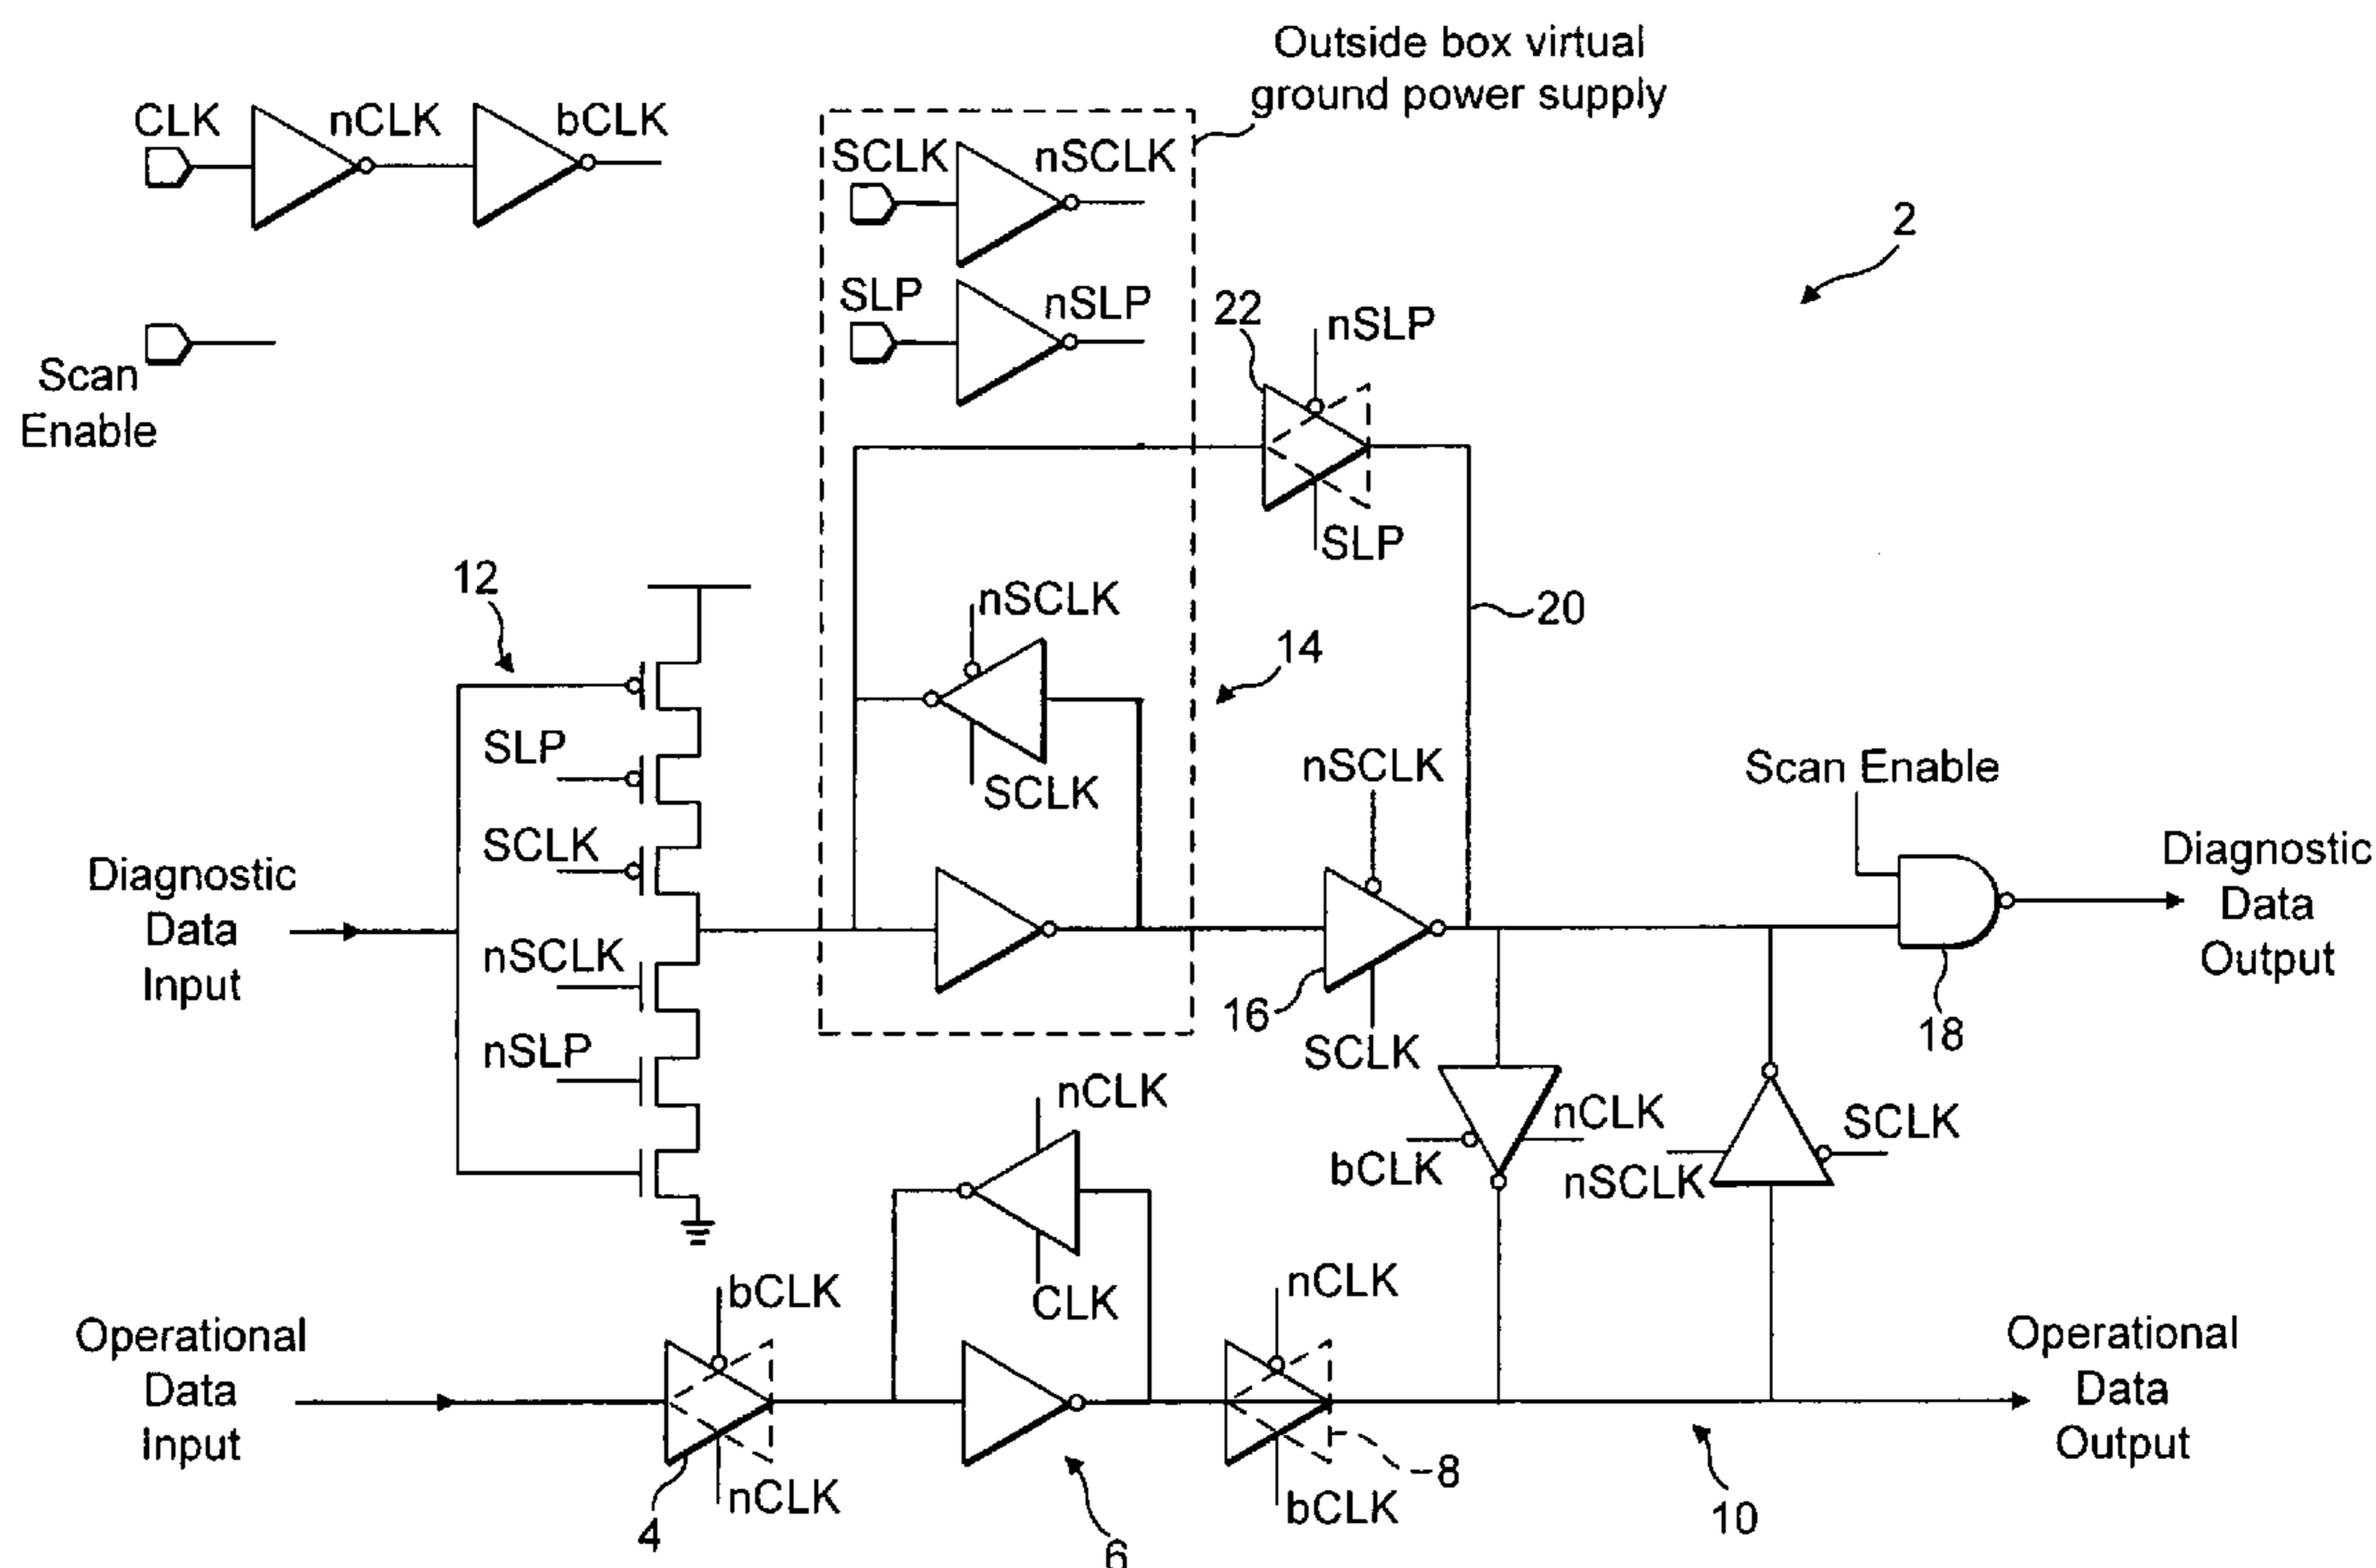 Outside box virtual
ground power supply
CLK
nCLK
bCLK
SCLK
nSCLK
2
SLP
nSLP
22
nSLP
Scan
Enable
SLP
12
nSCLK
20
14
SLP
SCLK
nSCLK
Scan Enable
SCLK
Diagnostic
Data
Input
Diagnostic
Data
Output
nSCLK
16
18
nSLP
SCLK
nCLK
nCLK
SCLK
bCLK
nSCLK
bCLK
nCLK
CLK
Operational
Data
Input
Operational
Data
Output
8
nCLK
bCLK
4
6
10